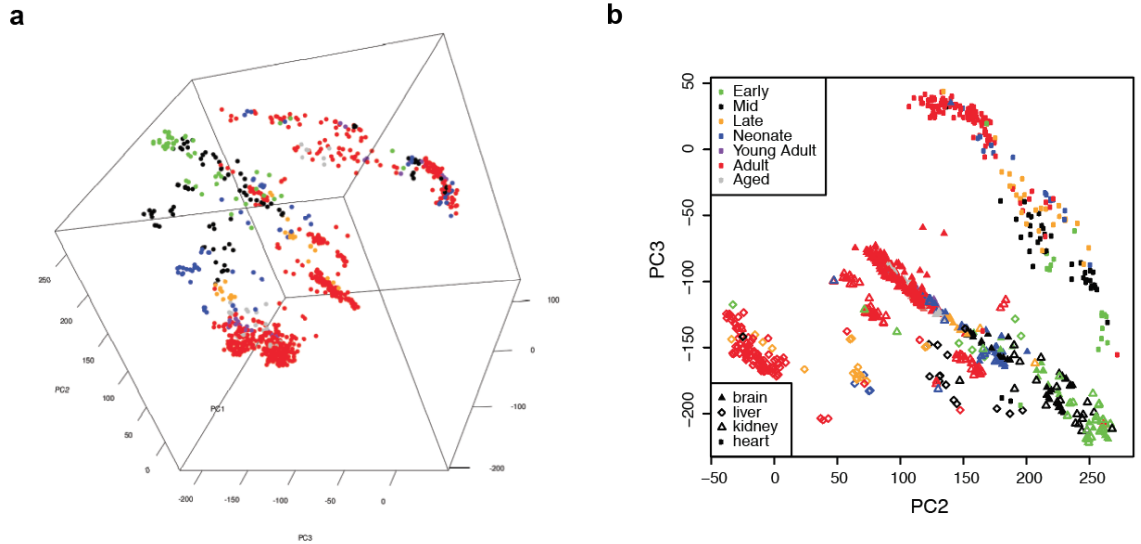 a
250
200
150
100
50
0
PC2
PC1
100
0
-100
-200
-200
-150
-100
-50
0
PC3
b
50
0
−50
−100
−150
−200
PC3
Early
Mid
Late
Neonate
Young Adult
Adult
Aged
brain
liver
kidney
heart
−50
0
50
100
150
200
250
PC2